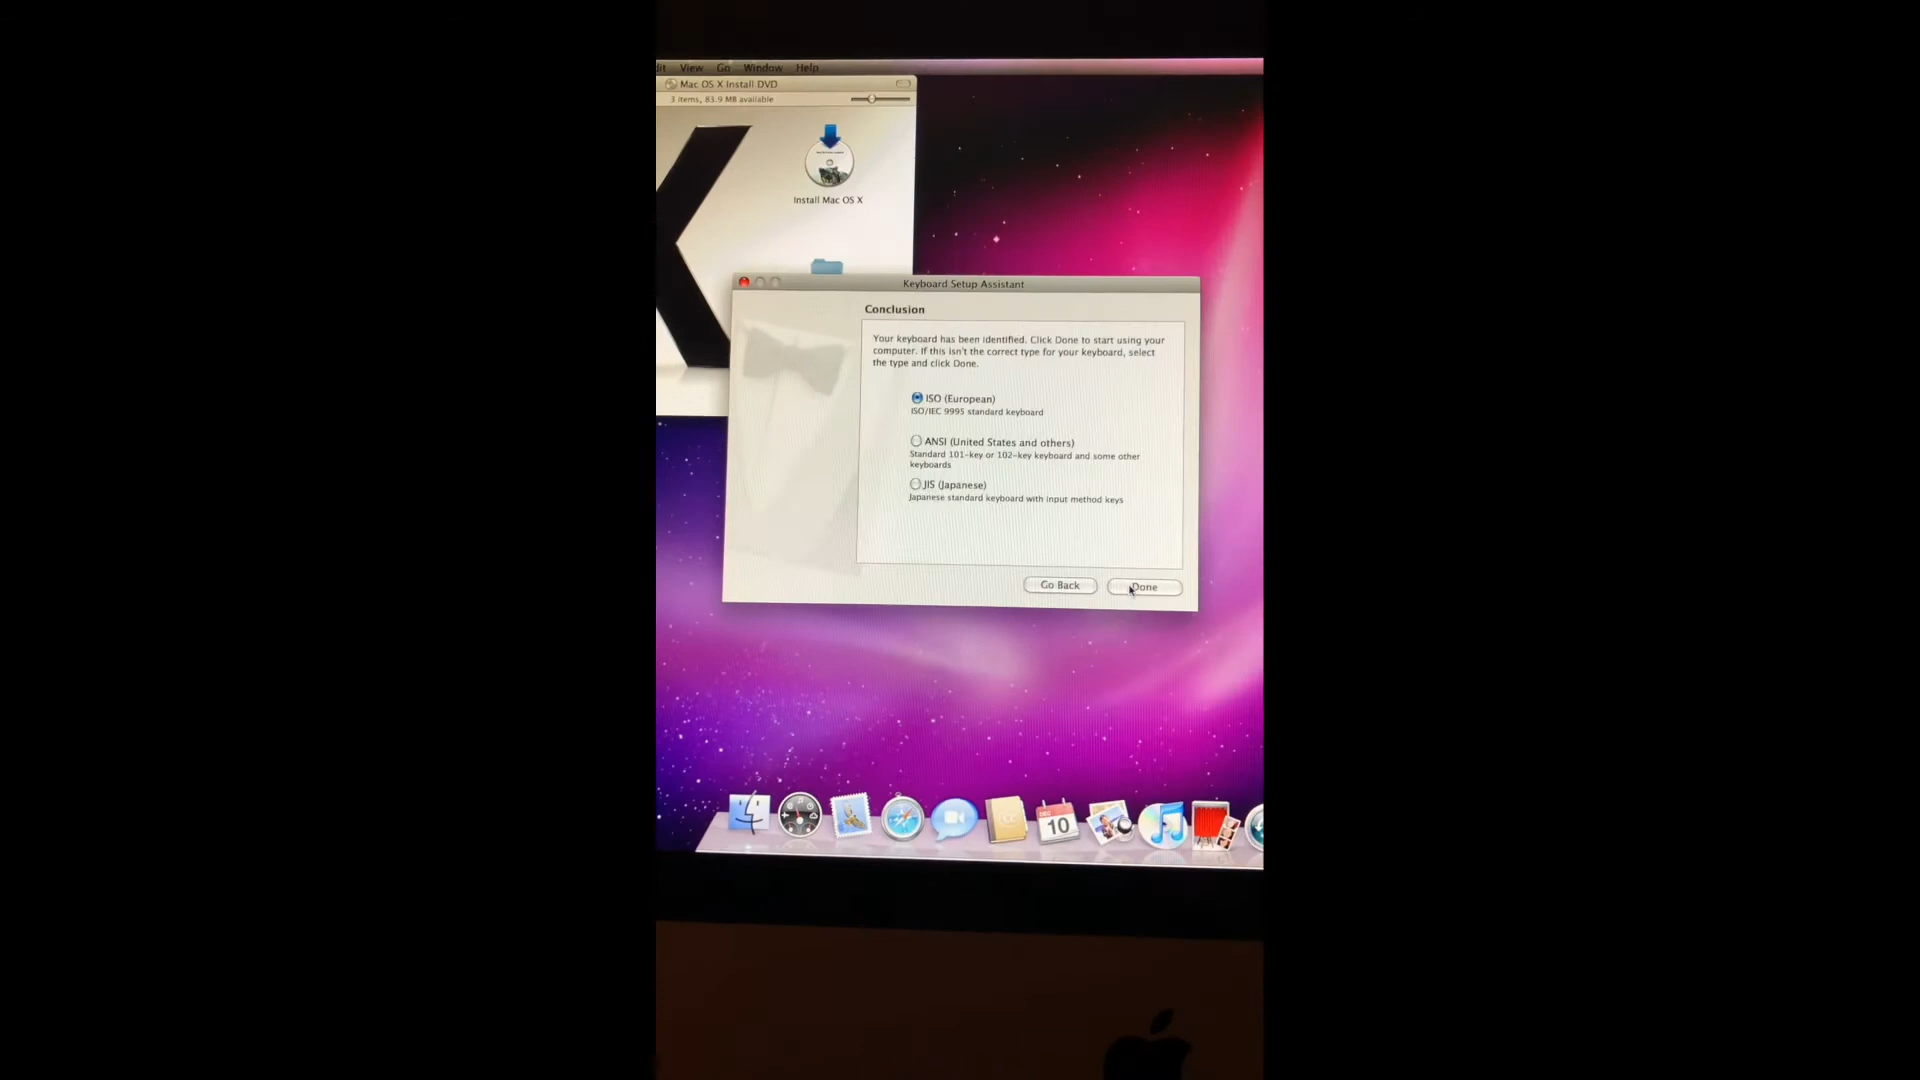 View Go Window Help
Mac OS X Install DVD
3 items, 83.9 MB available
Install Mac OS X
Keyboard Setup Assistant
Conclusion
Your keyboard has been identified. Click Done to start using your
computer. If this isn't the correct type for your keyboard, select
the type and click Done.
ISO (European)
ISO/IEC 9995 standard keyboard
ANSI (United States and others)
Standard 101-key or 102-key keyboard and some other
keyboards
JIS (Japanese)
Japanese standard keyboard with input method keys
Go Back
Done
DEC
10